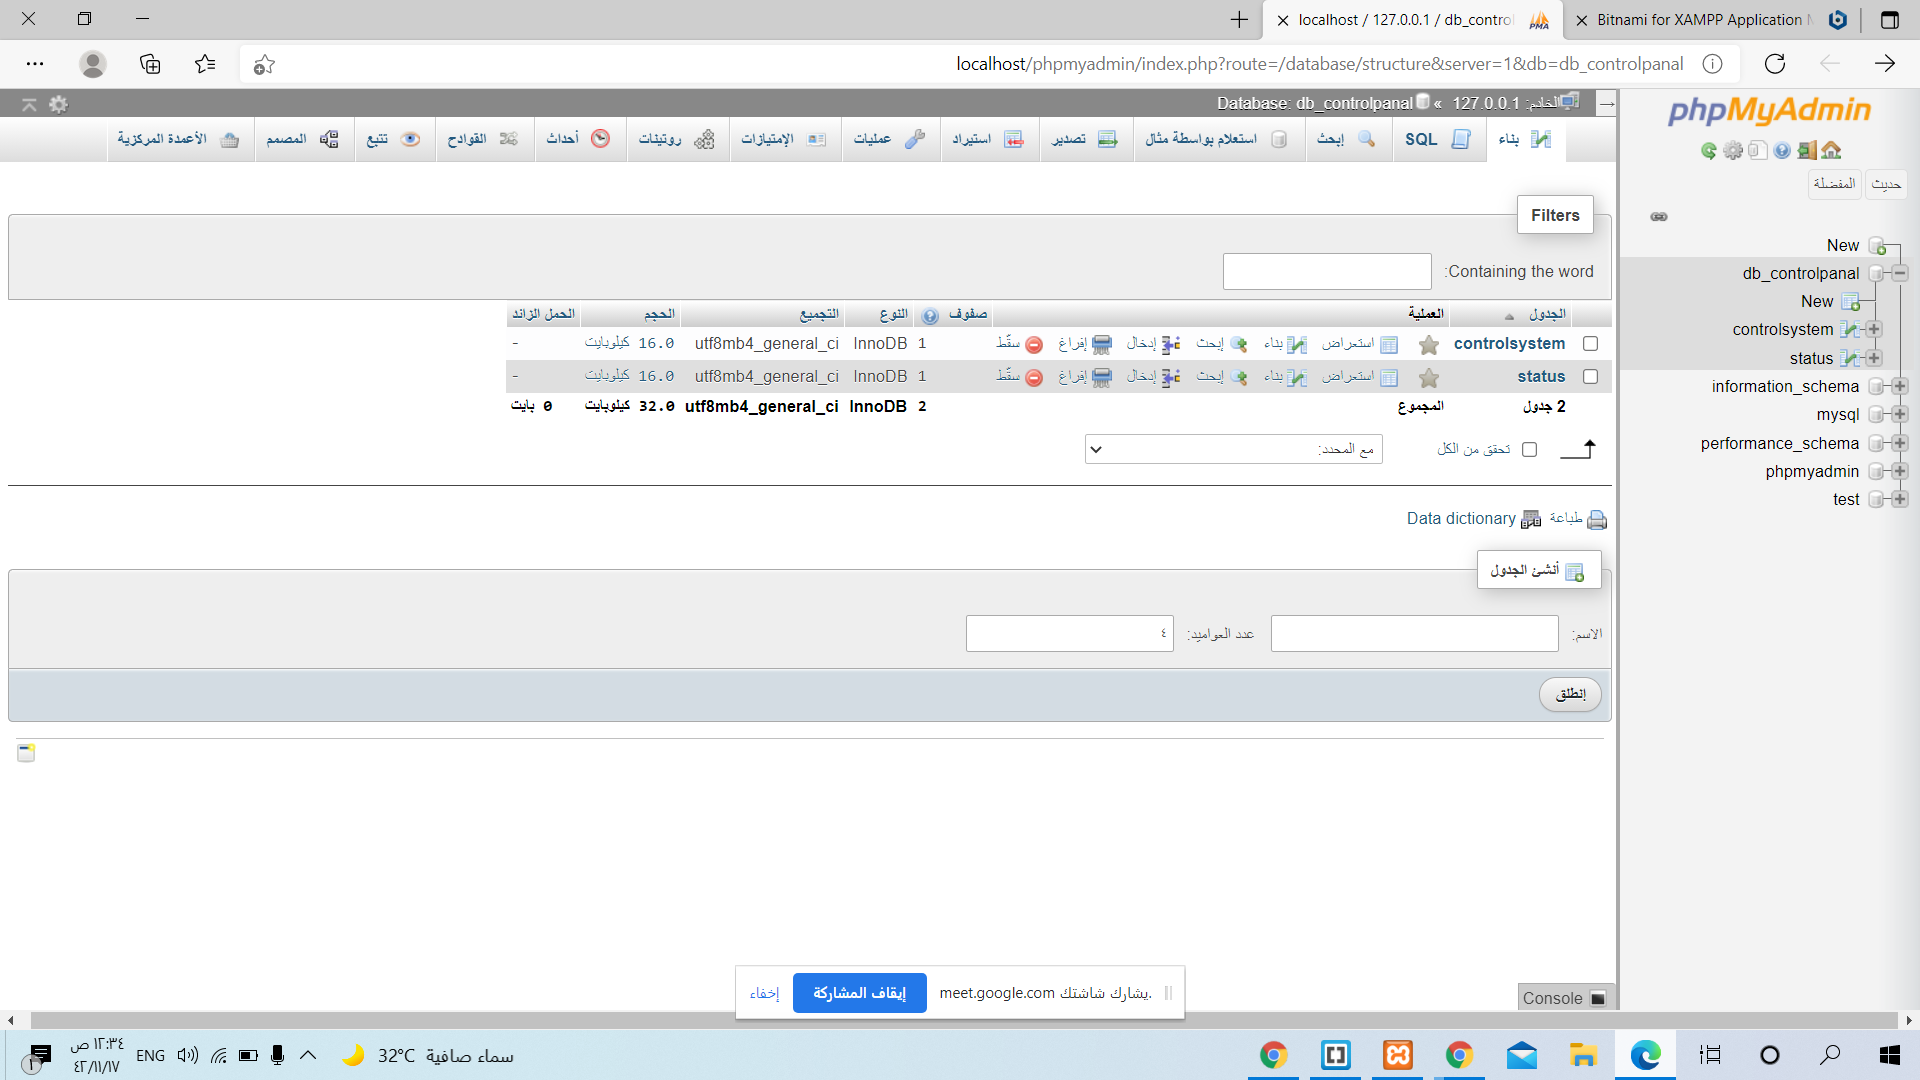 localhost / 127.0.0.1 / db_contro
Bitnami for XAMPP Application M
localhost/phpmyadmin/index.php?route=/database/structure&server=1&db=db_controlpanal
phpMyAdmin
حديث
المفضلة
New
db_controlpanal
New
controlsystem
status
information_schema
mysql
performance_schema
phpmyadmin
test
الخادم: 127.0.0.1 » Database: db_controlpanal
بناء
SQL
إبحث
استعلام بواسطة مثال
تصدير
استيراد
عمليات
الإمتيازات
روتينات
أحداث
القوادح
تتبع
المصمم
الأعمدة المركزية
Filters
Containing the word:
الجدول العملية صفوف النوع التجميع الحجم الحمل الزائد
controlsystem استعراض بناء إبحث إدخال إفراغ سقّط 1 InnoDB utf8mb4_general_ci 16.0 كيلوبايت -
status استعراض بناء إبحث إدخال إفراغ سقّط 1 InnoDB utf8mb4_general_ci 16.0 كيلوبايت -
2 جدول المجموع 2 InnoDB utf8mb4_general_ci 32.0 كيلوبايت 0 بايت
تحقق من الكل مع المحدد:
طباعة Data dictionary
أنشئ الجدول
الاسم: عدد العواميد: ٤
إنطلق
Console
meet.google.com يشارك شاشتك.
إيقاف المشاركة
إخفاء
سماء صافية 32°C
ENG
١٢:٣٤ ص
٤٢/١١/١٧
١